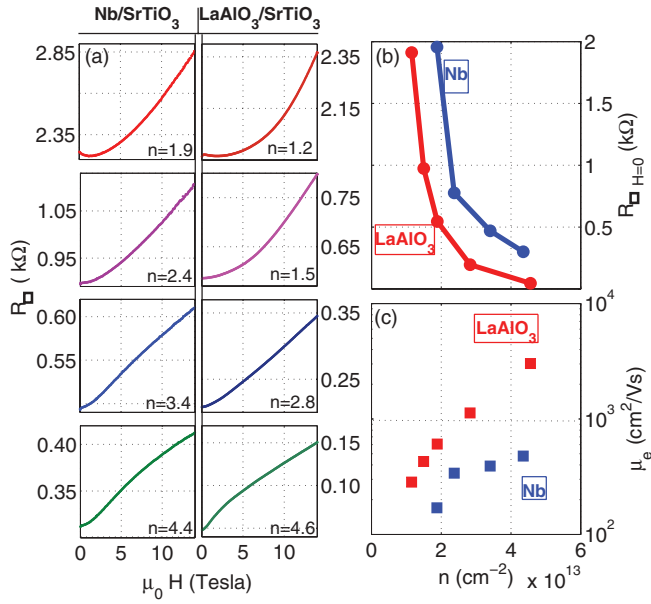 Nb/SrTiO3 LaAlO3/SrTiO3
(a)
2.85
2.35
n=1.9
2.35
2.15
n=1.2
1.05
0.95
n=2.4
0.75
0.65
n=1.5
0.60
0.55
n=3.4
0.35
0.25
n=2.8
0.40
0.35
n=4.4
0.15
0.10
n=4.6
R□ (kΩ)
0 5 10 0 5 10
μ0 H (Tesla)
(b)
Nb
LaAlO3
2
1.5
1
0.5
R□ H=0 (kΩ)
(c)
LaAlO3
Nb
10^4
10^3
10^2
μe (cm^2/Vs)
0 2 4 6
n (cm^-2) x 10^13